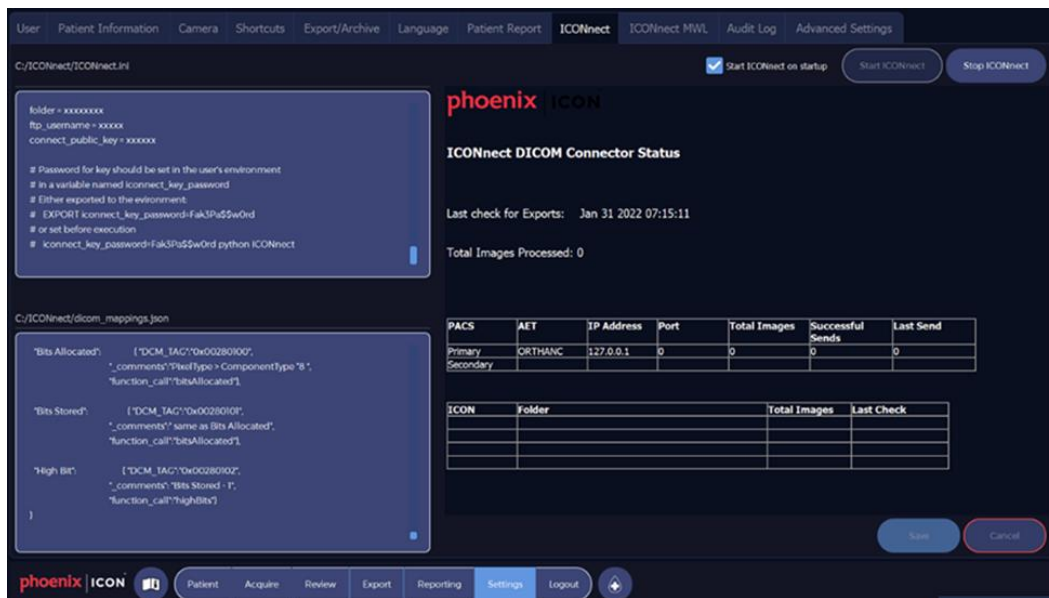 User Patient Information Camera Shortcuts Export/Archive Language Patient Report ICONnect ICONnect MWL Audit Log Advanced Settings
C:/ICONnect/ICONnect.ini
Start ICONnect on startup Start ICONnect Stop ICONnect
folder = xxxxxxxx
ftp_username = xxxxx
connect_public_key = xxxxxx
# Password for key should be set in the user's environment
# in a variable named iconnect_key_password
# Either exported to the evironment:
# EXPORT iconnect_key_password=Fak3Pa$$w0rd
# or set before execution
# iconnect_key_password=Fak3Pa$$w0rd python ICONnect
C:/ICONnect/dicom_mappings.json
"Bits Allocated": { "DCM_TAG":"0x00280100",
"_comments":"PixelType > ComponentType "8 ",
"function_call":"bitsAllocated"},
"Bits Stored": { "DCM_TAG":"0x00280101",
"_comments":" same as Bits Allocated",
"function_call":"bitsAllocated"},
"High Bit": { "DCM_TAG":"0x00280102",
"_comments": "Bits Stored - 1",
"function_call":"highBits"}
}
phoenix ICON
ICONnect DICOM Connector Status
Last check for Exports: Jan 31 2022 07:15:11
Total Images Processed: 0
PACS AET IP Address Port Total Images Successful Sends Last Send
Primary ORTHANC 127.0.0.1 0 0 0 0
Secondary
ICON Folder Total Images Last Check
Save Cancel
phoenix | ICON Patient Acquire Review Export Reporting Settings Logout